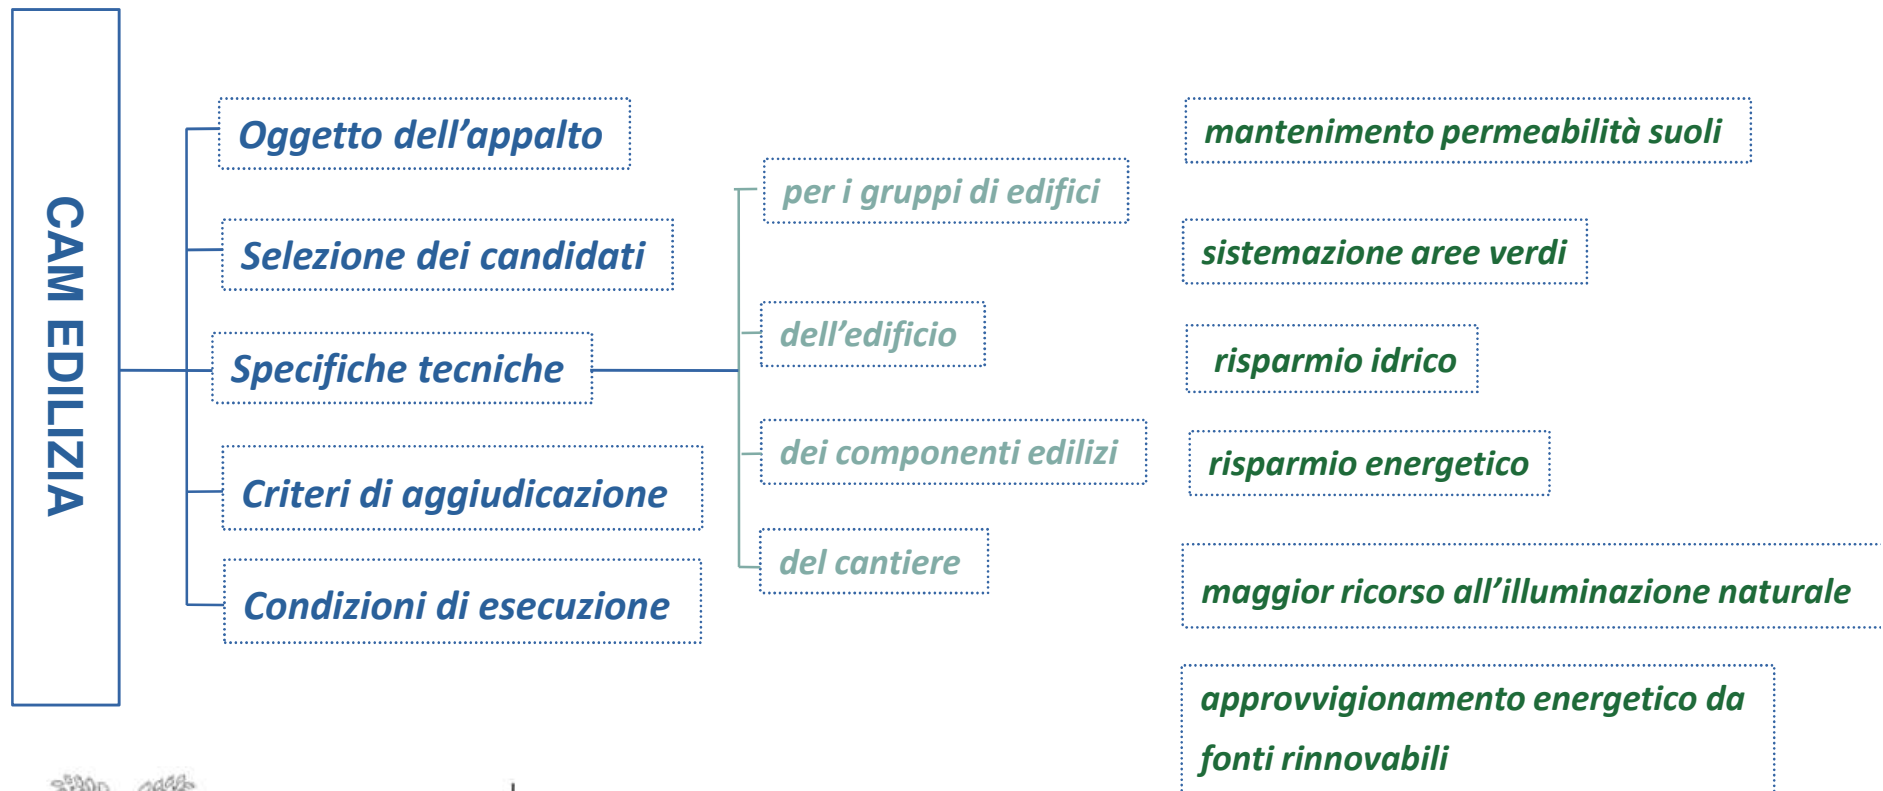 CAM EDILIZIA
Oggetto dell’appalto
Selezione dei candidati
Specifiche tecniche
Criteri di aggiudicazione
Condizioni di esecuzione
per i gruppi di edifici
dell’edificio
dei componenti edilizi
del cantiere
mantenimento permeabilità suoli
sistemazione aree verdi
risparmio idrico
risparmio energetico
maggior ricorso all’illuminazione naturale
approvvigionamento energetico da
fonti rinnovabili